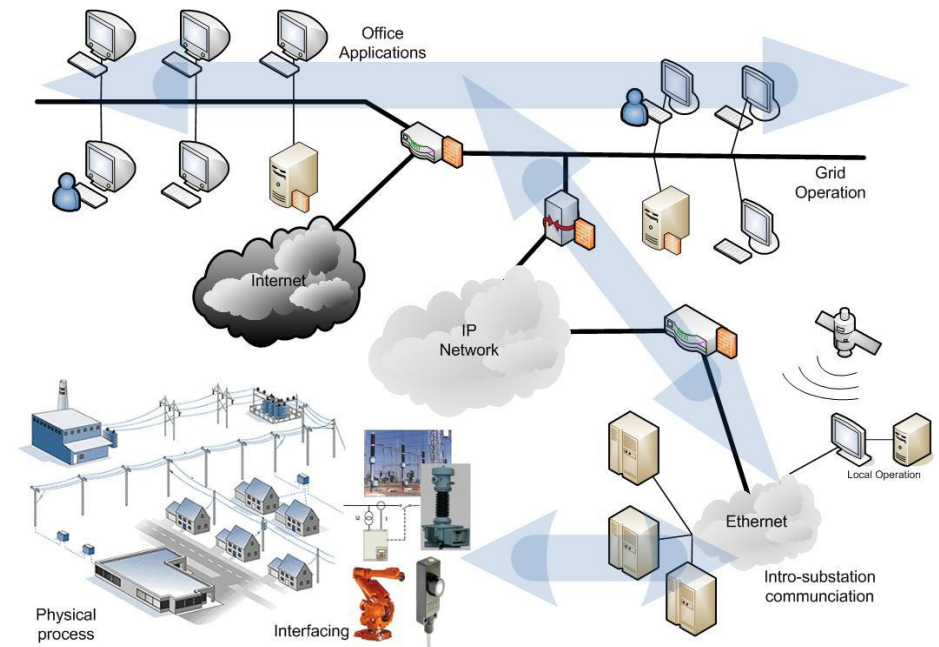 Office
Applications
Grid
Operation
Internet
IP
Network
Local Operation
Ethernet
Intro-substation
communciation
Physical
process
Interfacing